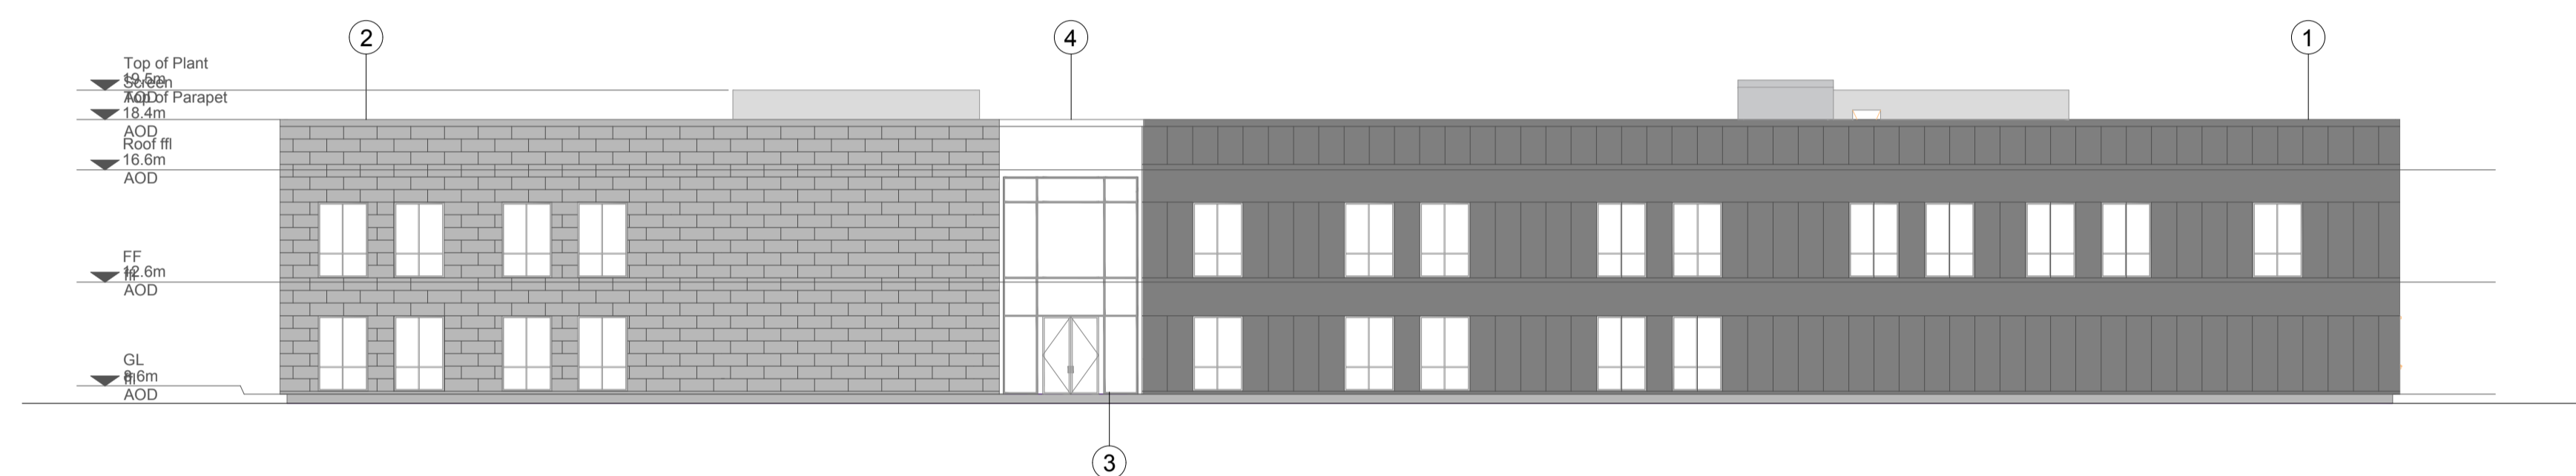 2
4
1
Top of Plant
19.5m
Screen
AOD
Top of Parapet
18.4m
AOD
Roof ffl
16.6m
AOD
FF
12.6m
ffl
AOD
GL
8.6m
ffl
AOD
3